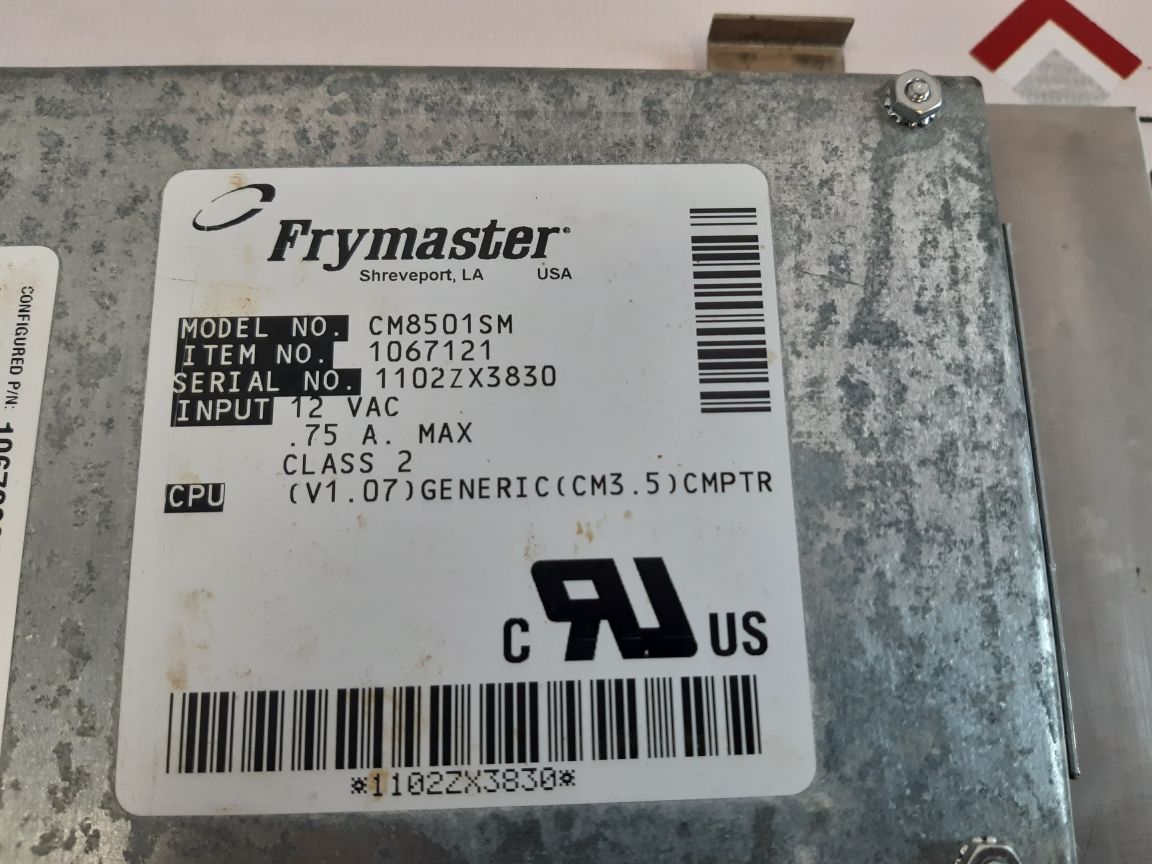 Frymaster
Shreveport, LA USA
MODEL NO. CM8501SM
ITEM NO. 1067121
SERIAL NO. 1102ZX3830
INPUT 12 VAC
.75 A. MAX
CLASS 2
CPU (V1.07)GENERIC(CM3.5)CMPTR
C RU US
*1102ZX3830*
CONFIGURED P/N: